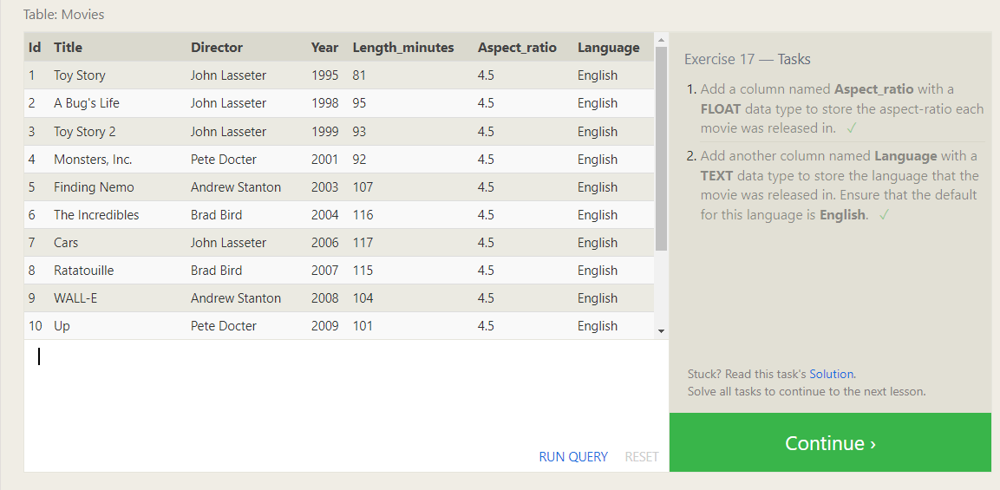 Table: Movies
Id Title Director Year Length_minutes Aspect_ratio Language
1 Toy Story John Lasseter 1995 81 4.5 English
2 A Bug's Life John Lasseter 1998 95 4.5 English
3 Toy Story 2 John Lasseter 1999 93 4.5 English
4 Monsters, Inc. Pete Docter 2001 92 4.5 English
5 Finding Nemo Andrew Stanton 2003 107 4.5 English
6 The Incredibles Brad Bird 2004 116 4.5 English
7 Cars John Lasseter 2006 117 4.5 English
8 Ratatouille Brad Bird 2007 115 4.5 English
9 WALL-E Andrew Stanton 2008 104 4.5 English
10 Up Pete Docter 2009 101 4.5 English
RUN QUERY RESET
Exercise 17 — Tasks
1. Add a column named Aspect_ratio with a
FLOAT data type to store the aspect-ratio each
movie was released in. ✓
2. Add another column named Language with a
TEXT data type to store the language that the
movie was released in. Ensure that the default
for this language is English. ✓
Stuck? Read this task's Solution.
Solve all tasks to continue to the next lesson.
Continue ›